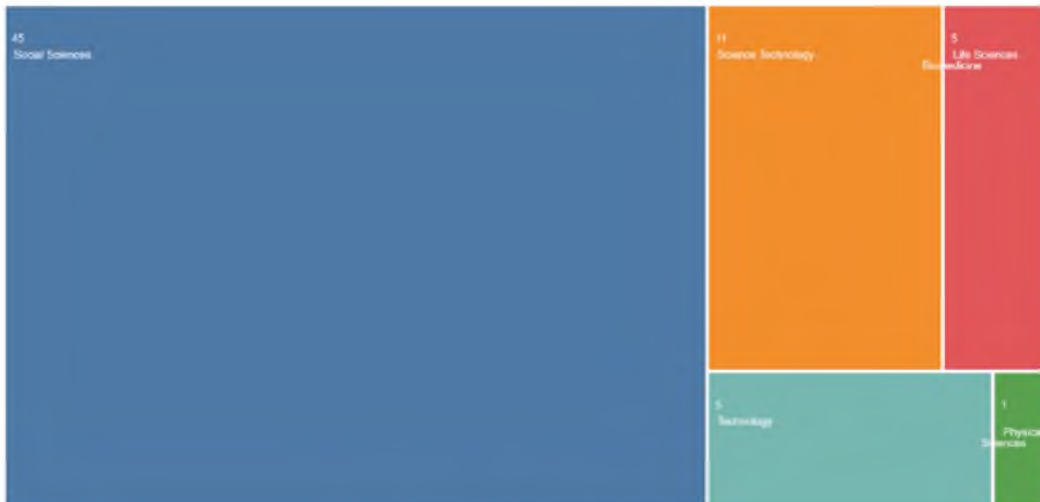 45
Social Sciences
11
Science Technology
5
Life Sciences
Biomedicine
5
Technology
1
Physical
Sciences